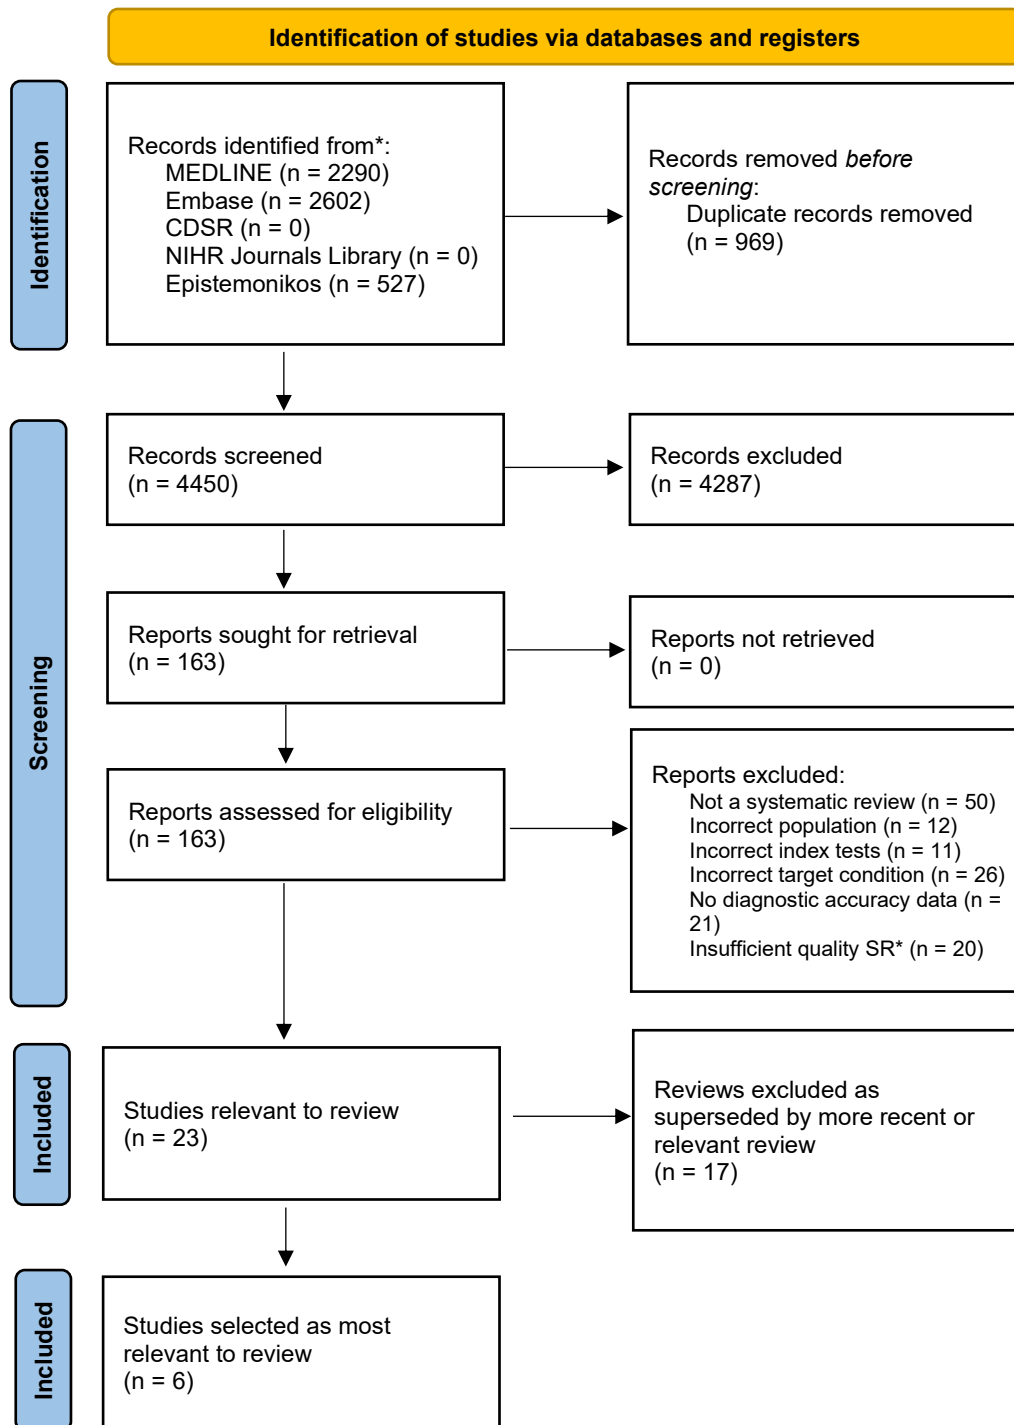 Identification of studies via databases and registers
Identification
Records identified from*:
MEDLINE (n = 2290)
Embase (n = 2602)
CDSR (n = 0)
NIHR Journals Library (n = 0)
Epistemonikos (n = 527)
Records removed before
screening:
Duplicate records removed
(n = 969)
Screening
Records screened
(n = 4450)
Records excluded
(n = 4287)
Reports sought for retrieval
(n = 163)
Reports not retrieved
(n = 0)
Reports assessed for eligibility
(n = 163)
Reports excluded:
Not a systematic review (n = 50)
Incorrect population (n = 12)
Incorrect index tests (n = 11)
Incorrect target condition (n = 26)
No diagnostic accuracy data (n =
21)
Insufficient quality SR* (n = 20)
Included
Studies relevant to review
(n = 23)
Reviews excluded as
superseded by more recent or
relevant review
(n = 17)
Included
Studies selected as most
relevant to review
(n = 6)